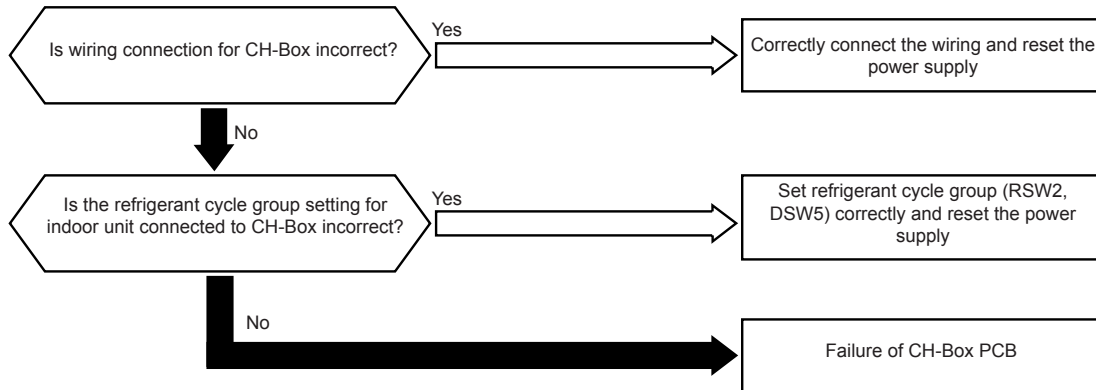 Is wiring connection for CH-Box incorrect?
Yes
Correctly connect the wiring and reset the
power supply
No
Is the refrigerant cycle group setting for
indoor unit connected to CH-Box incorrect?
Yes
Set refrigerant cycle group (RSW2,
DSW5) correctly and reset the power
supply
No
Failure of CH-Box PCB